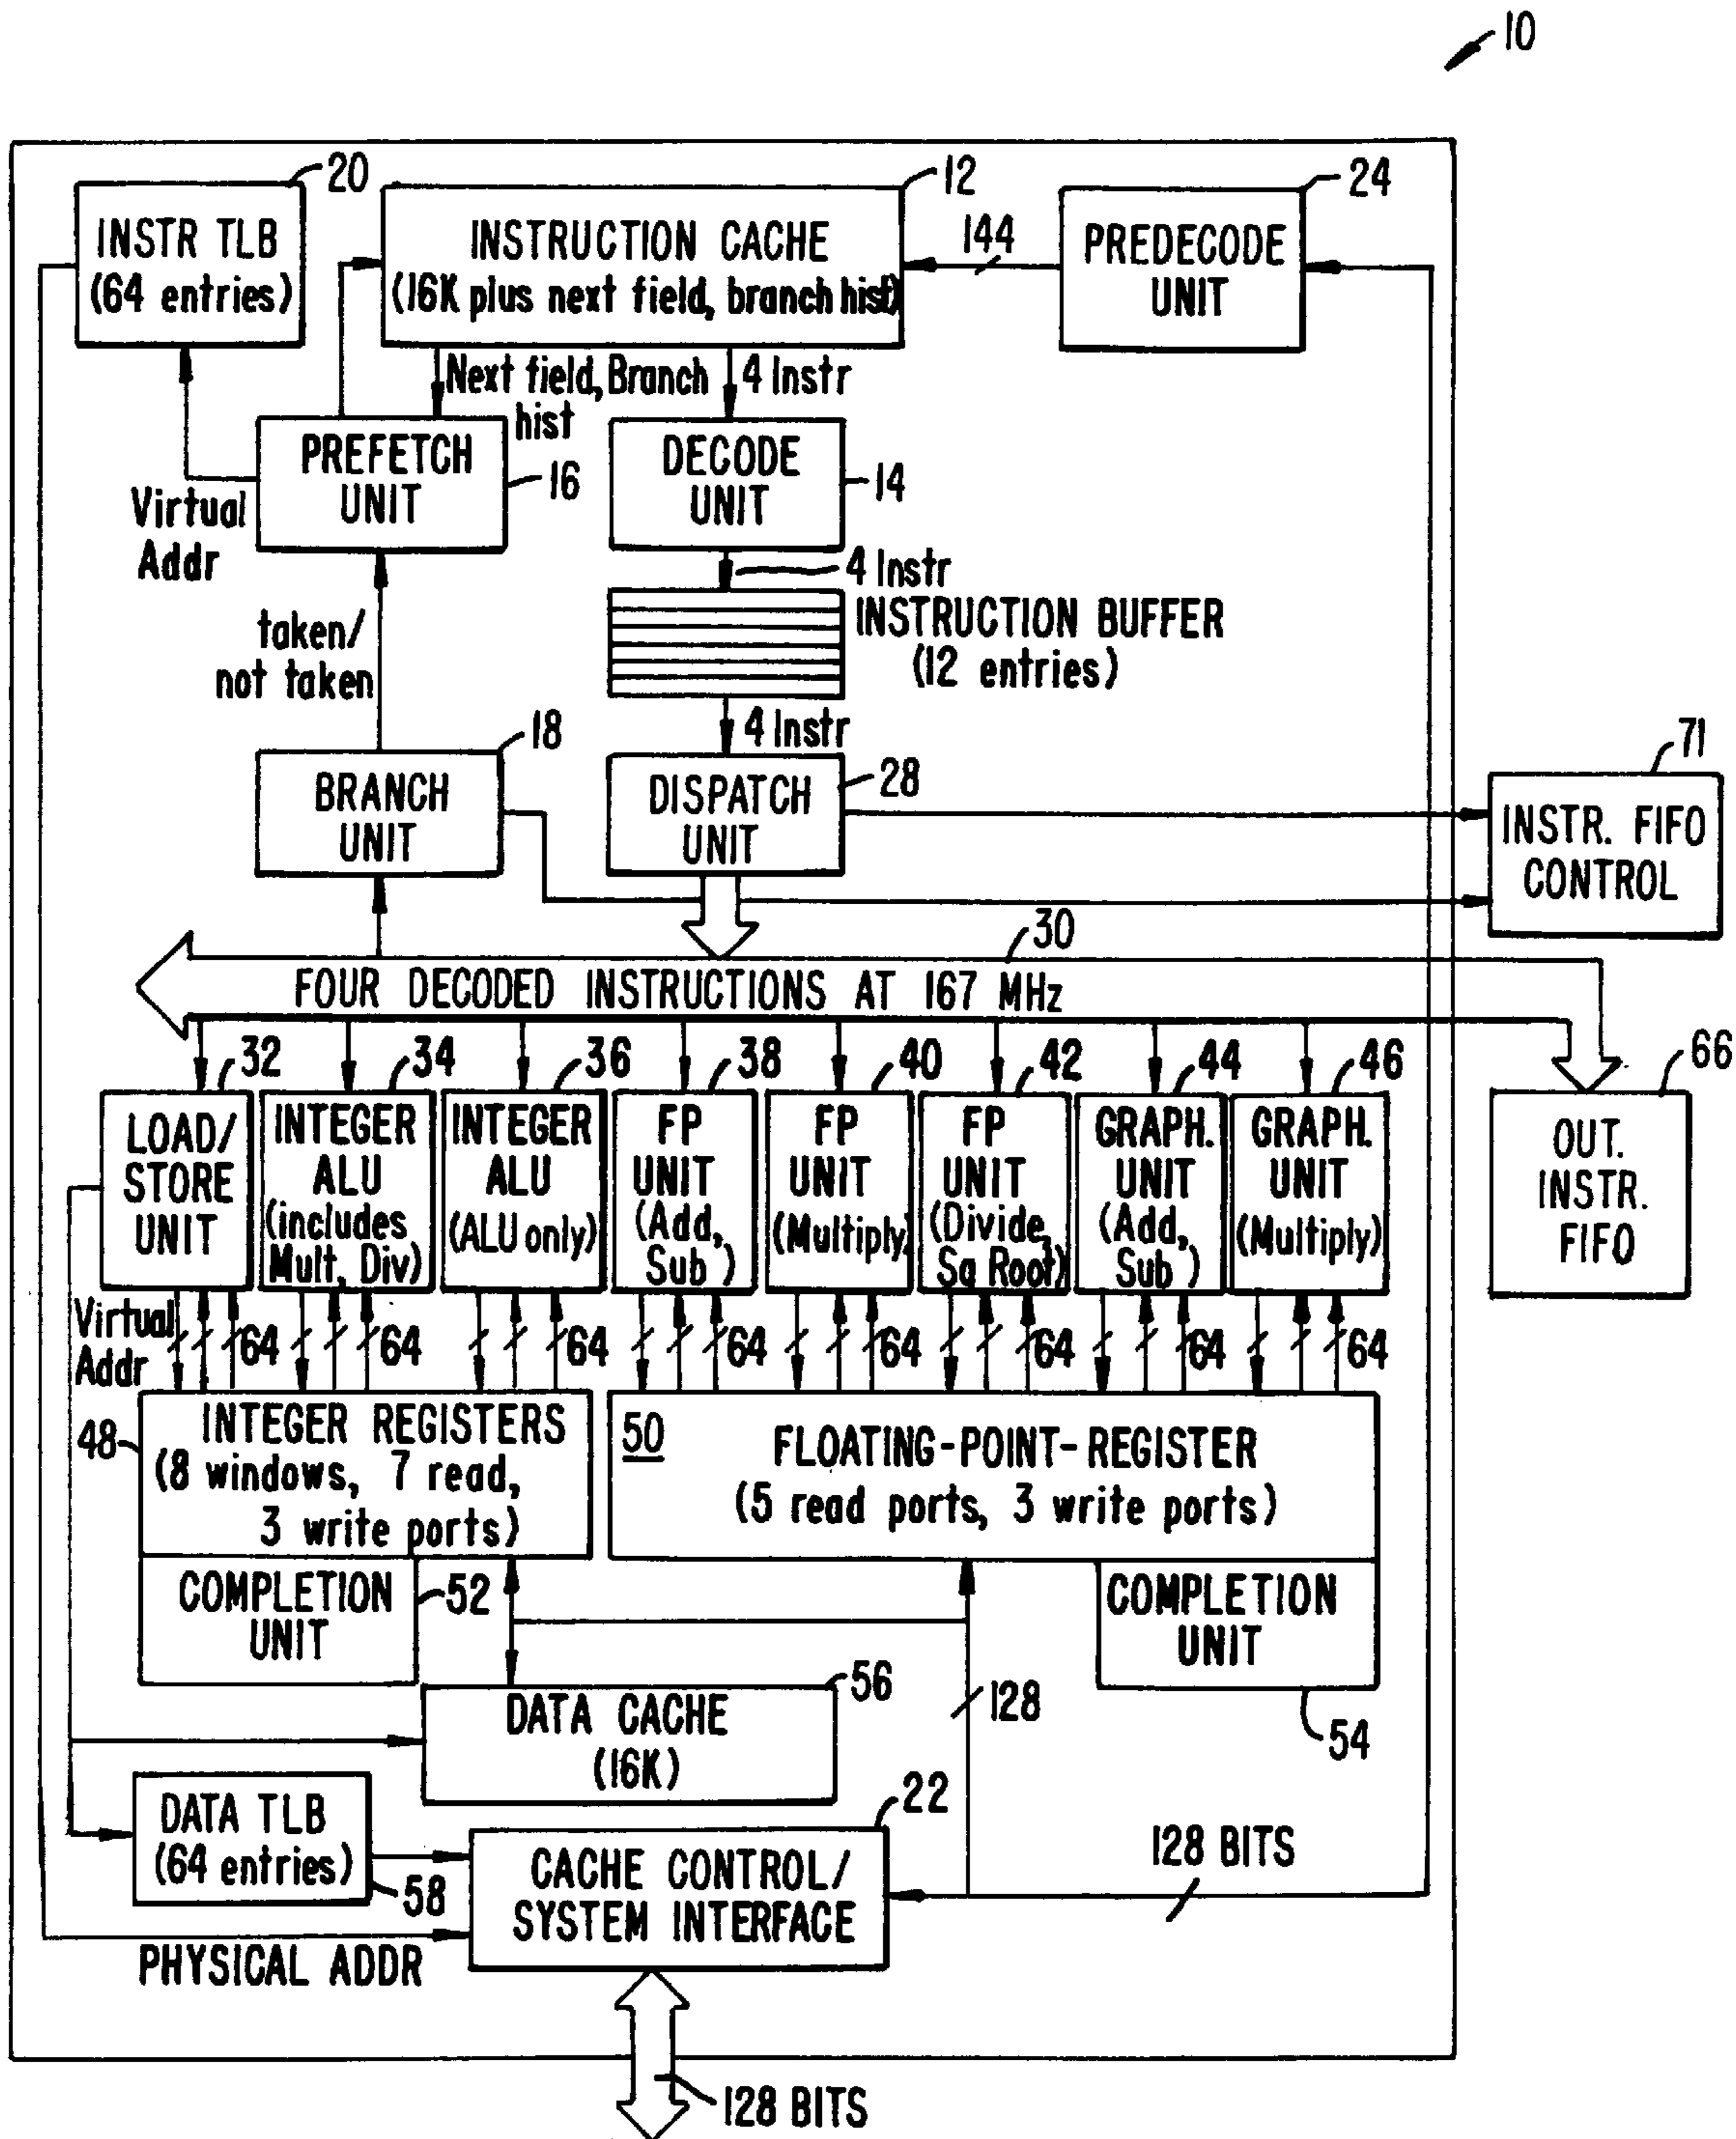 10
20
12
24
INSTR TLB
(64 entries)
INSTRUCTION CACHE
(16K plus next field, branch hist)
144
PREDECODE
UNIT
Next field, Branch
hist
4 Instr
PREFETCH
UNIT
16
DECODE
UNIT
14
Virtual
Addr
4 Instr
INSTRUCTION BUFFER
(12 entries)
taken/
not taken
4 Instr
18
BRANCH
UNIT
28
DISPATCH
UNIT
71
INSTR. FIFO
CONTROL
30
FOUR DECODED INSTRUCTIONS AT 167 MHz
32
34
36
38
40
42
44
46
66
LOAD/
STORE
UNIT
INTEGER
ALU
(includes
Mult, Div)
INTEGER
ALU
(ALU only)
FP
UNIT
(Add,
Sub )
FP
UNIT
(Multiply)
FP
UNIT
(Divide,
Sq Root)
GRAPH.
UNIT
(Add,
Sub )
GRAPH.
UNIT
(Multiply)
OUT.
INSTR.
FIFO
Virtual
Addr
64
64
64
64
64
64
64
64
48
INTEGER REGISTERS
(8 windows, 7 read,
3 write ports)
50
FLOATING-POINT-REGISTER
(5 read ports, 3 write ports)
COMPLETION
UNIT
52
COMPLETION
UNIT
54
56
DATA CACHE
(16K)
128
DATA TLB
(64 entries)
58
22
CACHE CONTROL/
SYSTEM INTERFACE
128 BITS
PHYSICAL ADDR
128 BITS